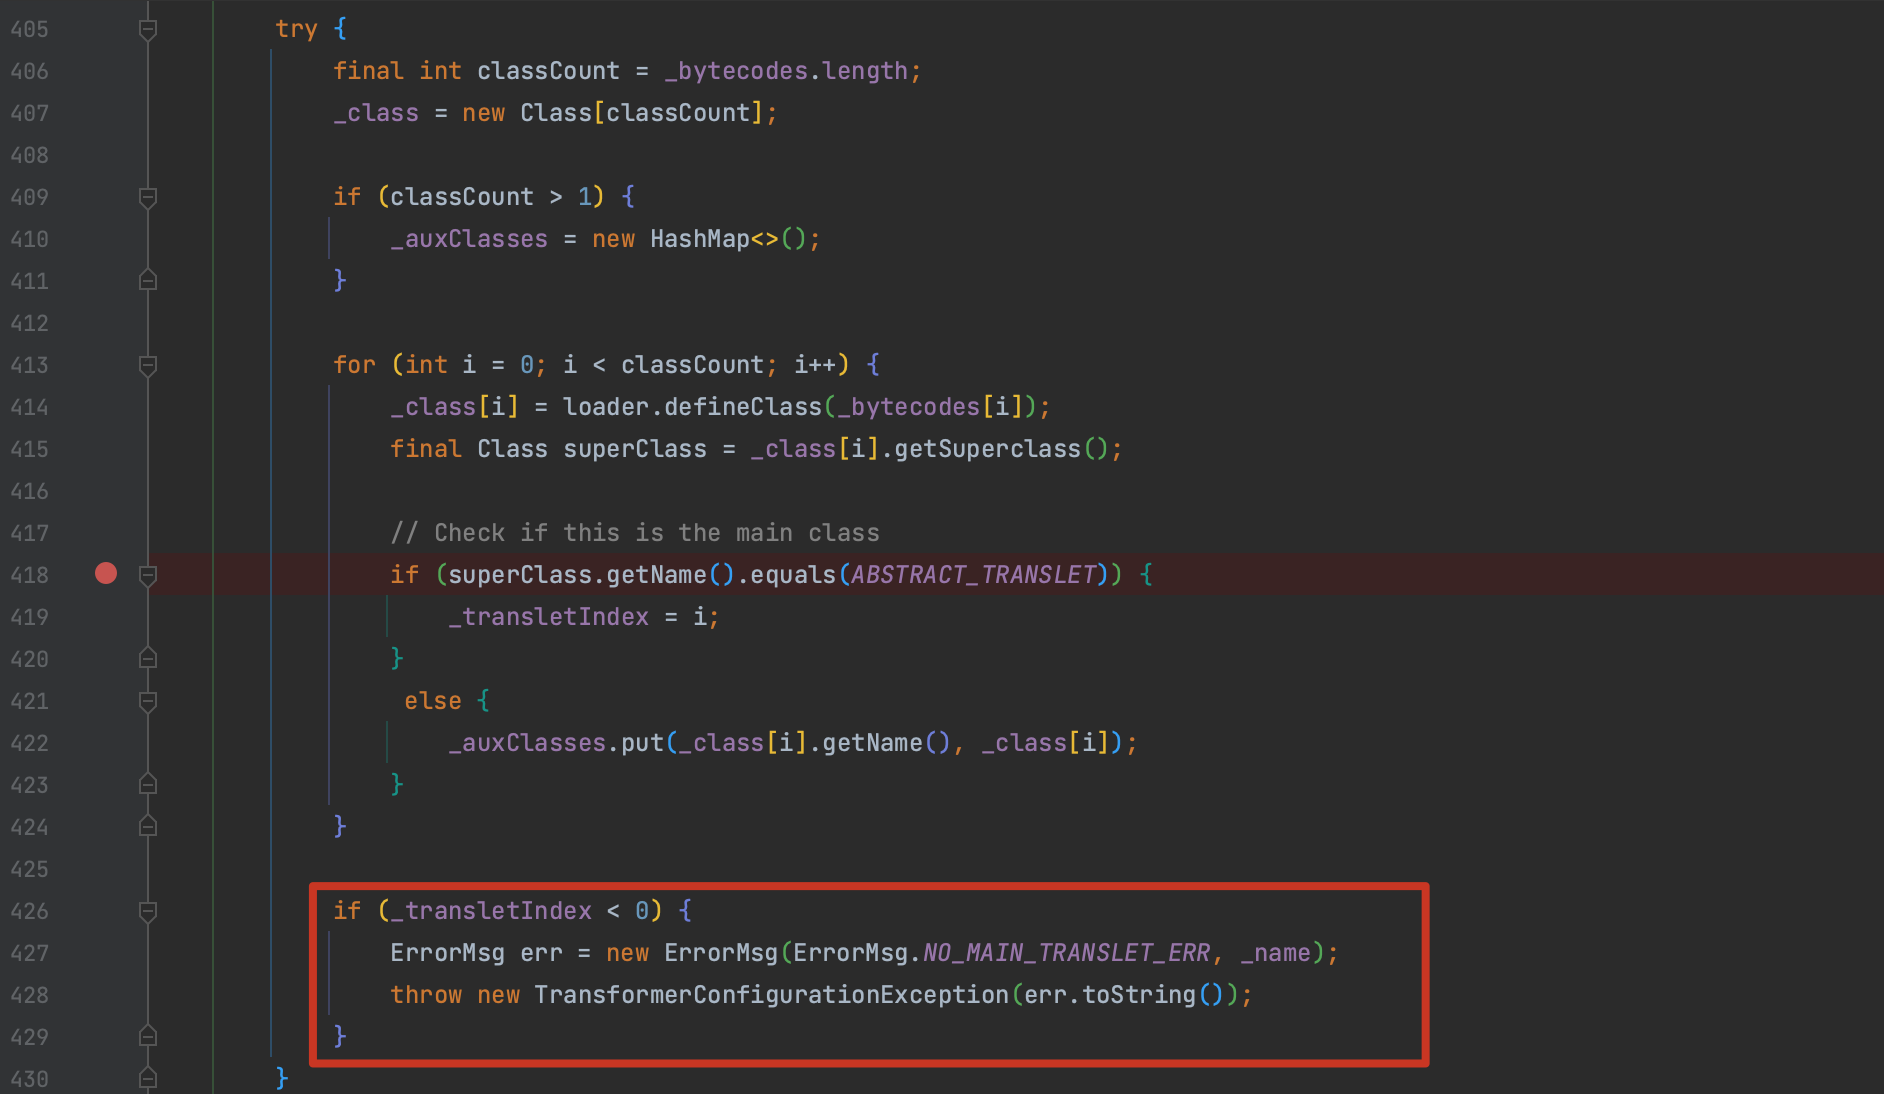 405 try {
406 final int classCount = _bytecodes.length;
407 _class = new Class[classCount];
408
409 if (classCount > 1) {
410 _auxClasses = new HashMap<>();
411 }
412
413 for (int i = 0; i < classCount; i++) {
414 _class[i] = loader.defineClass(_bytecodes[i]);
415 final Class superClass = _class[i].getSuperclass();
416
417 // Check if this is the main class
418 if (superClass.getName().equals(ABSTRACT_TRANSLET)) {
419 _transletIndex = i;
420 }
421 else {
422 _auxClasses.put(_class[i].getName(), _class[i]);
423 }
424 }
425
426 if (_transletIndex < 0) {
427 ErrorMsg err = new ErrorMsg(ErrorMsg.NO_MAIN_TRANSLET_ERR, _name);
428 throw new TransformerConfigurationException(err.toString());
429 }
430 }